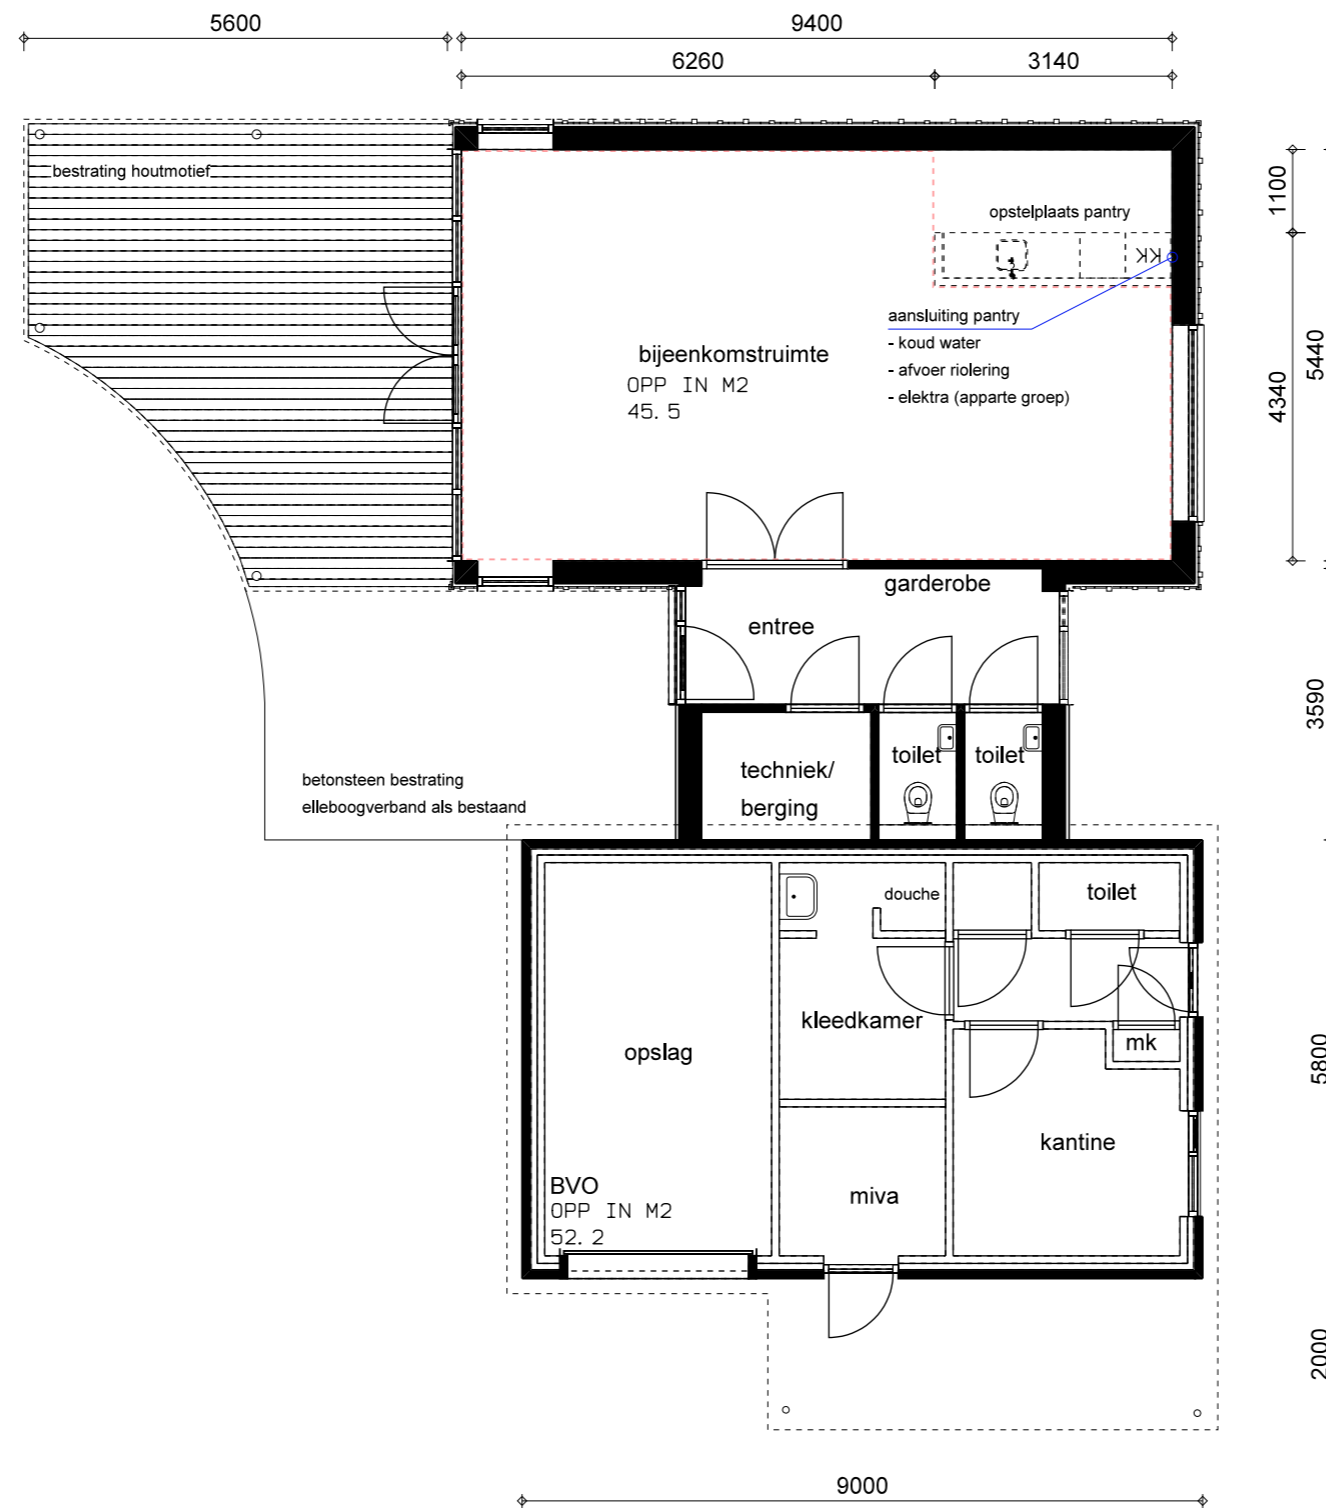 5600
9400
6260
3140
bestrating houtmotief
1100
opstelplaats pantry
KK
aansluiting pantry
- koud water
- afvoer riolering
- elektra (apparte groep)
bijeenkomstruimte
OPP IN M2
45.5
5440
4340
garderobe
entree
3590
toilet
toilet
techniek/
berging
betonsteen bestrating
elleboogverband als bestaand
douche
toilet
kleedkamer
mk
opslag
5800
kantine
miva
BVO
OPP IN M2
52.2
2000
9000